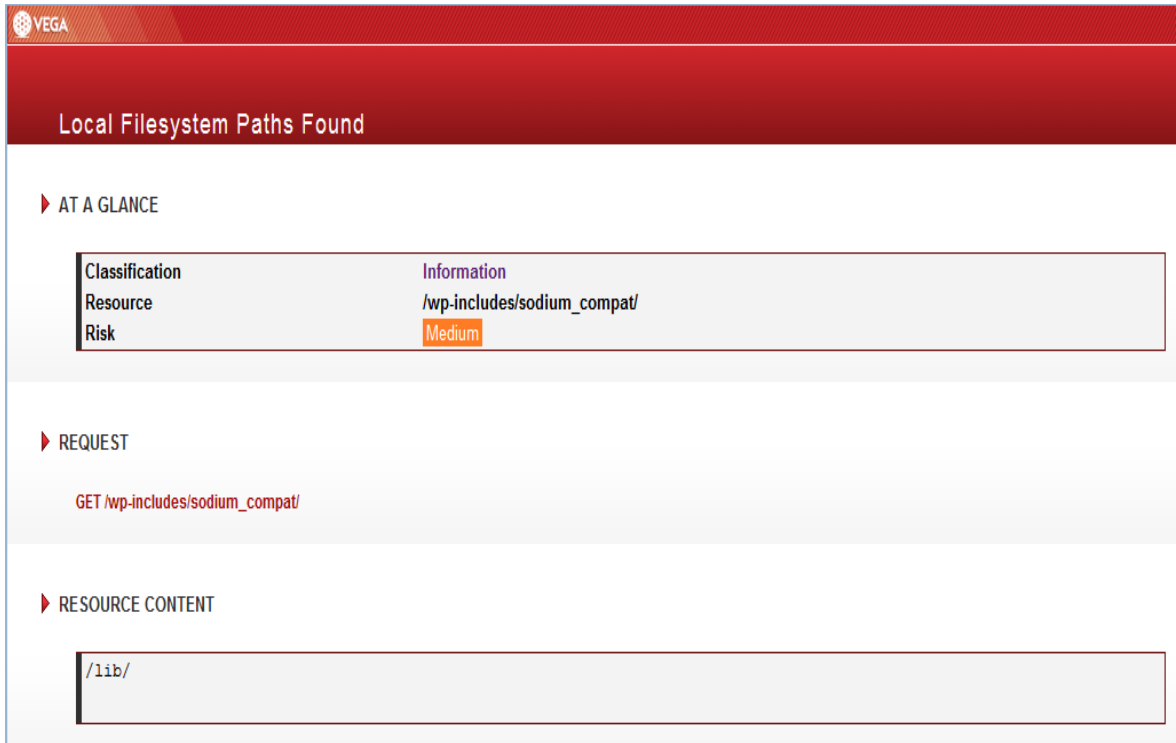 VEGA
Local Filesystem Paths Found
AT A GLANCE
Classification Information
Resource /wp-includes/sodium_compat/
Risk Medium
REQUEST
GET /wp-includes/sodium_compat/
RESOURCE CONTENT
/lib/